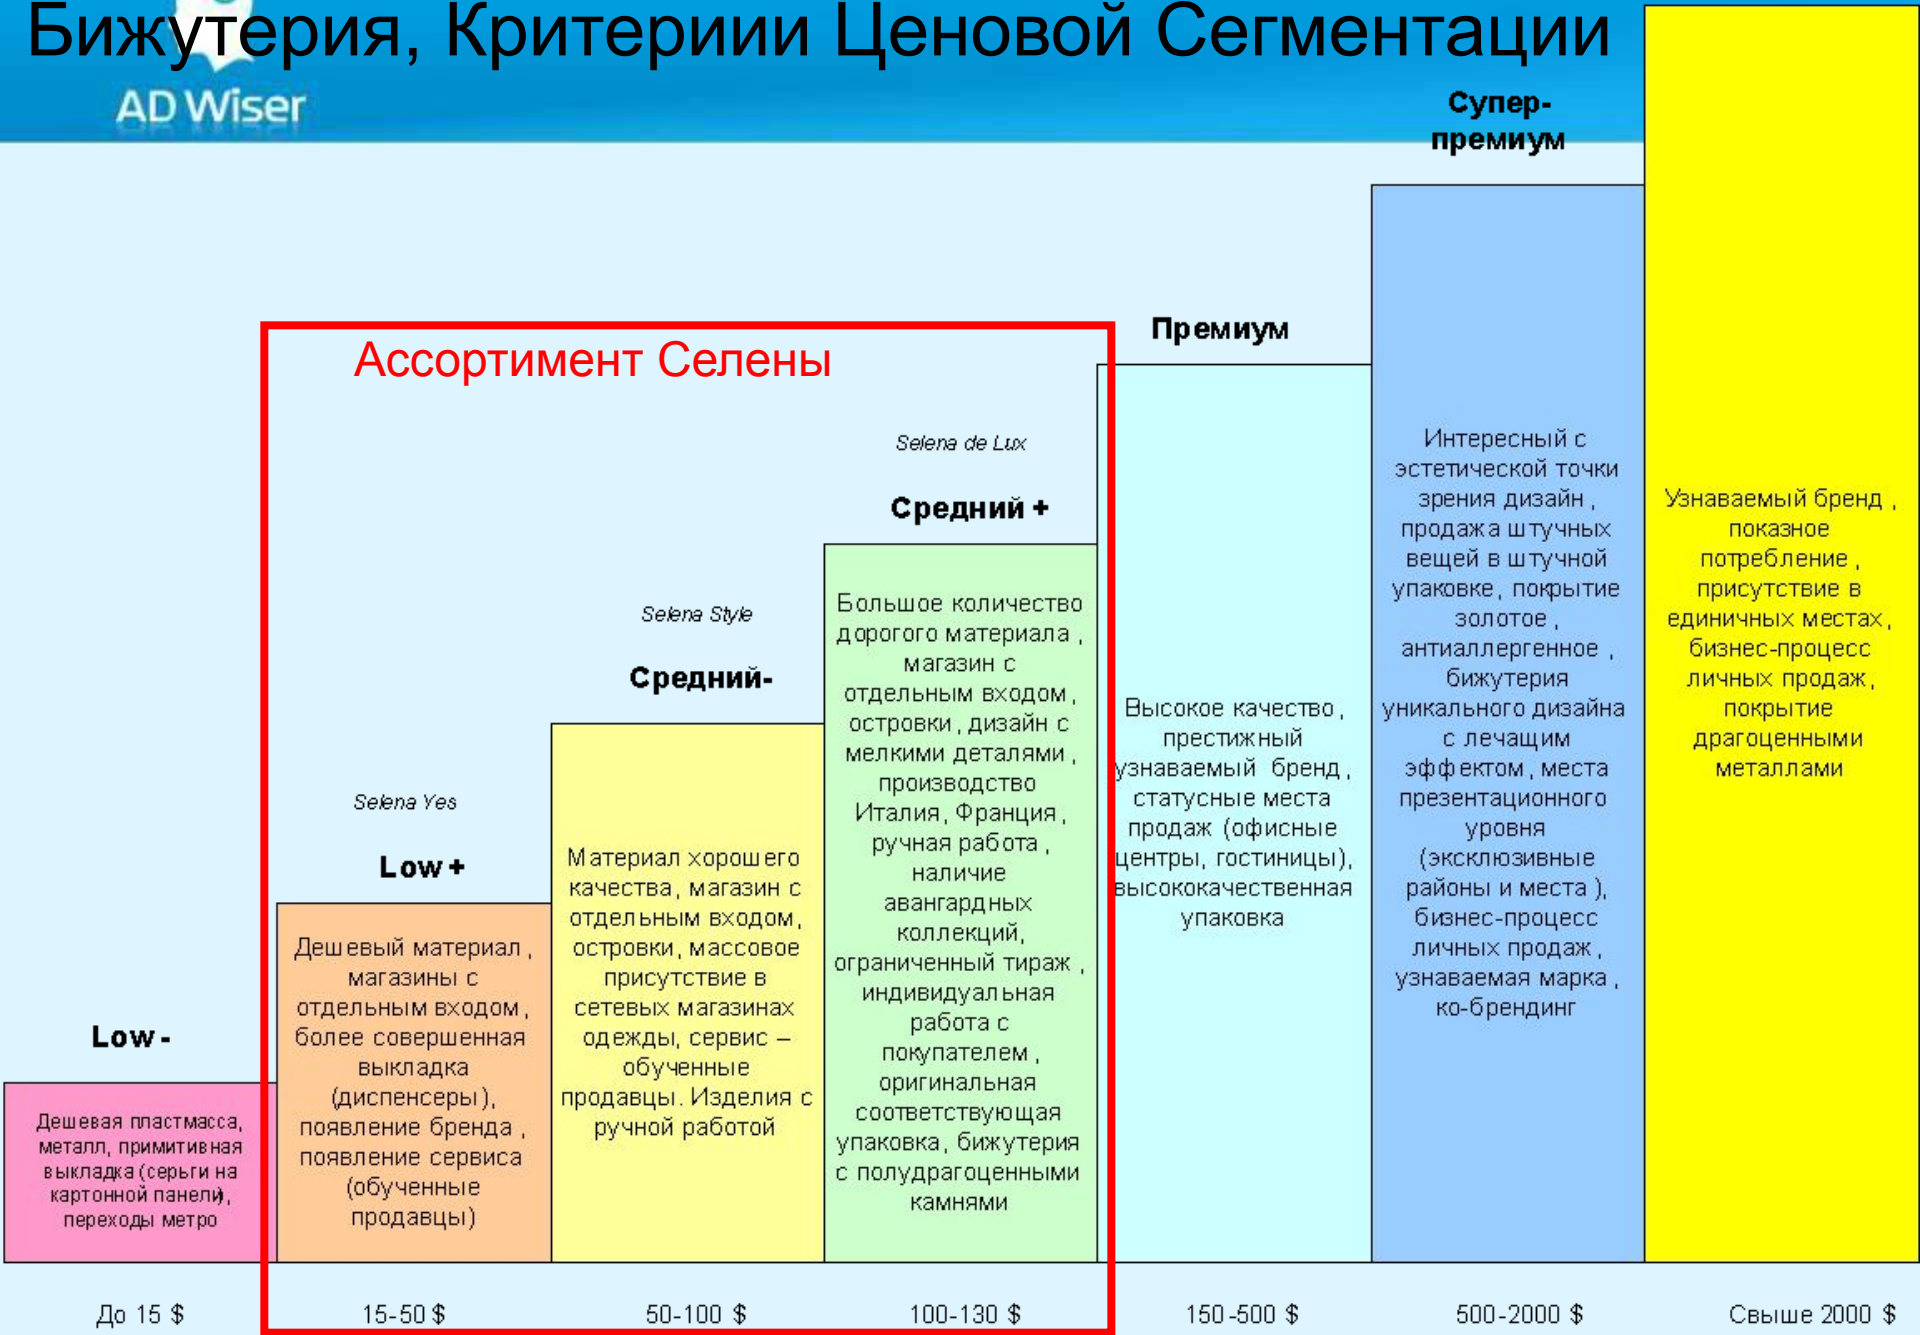 Бижутерия, Критериии Ценовой Сегментации
AD Wiser
Супер-
премиум
Премиум
Ассортимент Селены
Selena de Lux
Средний +
Selena Style
Средний-
Selena Yes
Low +
Low -
Дешевая пластмасса,
металл, примитивная
выкладка (серьги на
картонной панели),
переходы метро
Дешевый материал ,
магазины с
отдельным входом ,
более совершенная
выкладка
(диспенсеры),
появление бренда ,
появление сервиса
(обученные
продавцы)
Материал хорошего
качества, магазин с
отдельным входом,
островки, массовое
присутствие в
сетевых магазинах
одежды, сервис –
обученные
продавцы. Изделия с
ручной работой
Большое количество
дорогого материала ,
магазин с
отдельным входом ,
островки , дизайн с
мелкими деталями ,
производство
Италия, Франция ,
ручная работа ,
наличие
авангардных
коллекций,
ограниченный тираж ,
индивидуальная
работа с
покупателем ,
оригинальная
соответствующая
упаковка, бижутерия
с полудрагоценными
камнями
Высокое качество ,
престижный
узнаваемый бренд ,
статусные места
продаж (офисные
центры, гостиницы),
высококачественная
упаковка
Интересный с
эстетической точки
зрения дизайн ,
продажа штучных
вещей в штучной
упаковке, покрытие
золотое ,
антиаллергенное ,
бижутерия
уникального дизайна
с лечащим
эффектом , места
презентационного
уровня
(эксклюзивные
районы и места ),
бизнес-процесс
личных продаж ,
узнаваемая марка ,
ко-брендинг
Узнаваемый бренд ,
показное
потребление ,
присутствие в
единичных местах,
бизнес-процесс
личных продаж,
покрытие
драгоценными
металлами
До 15 $
15-50 $
50-100 $
100-130 $
150-500 $
500-2000 $
Свыше 2000 $